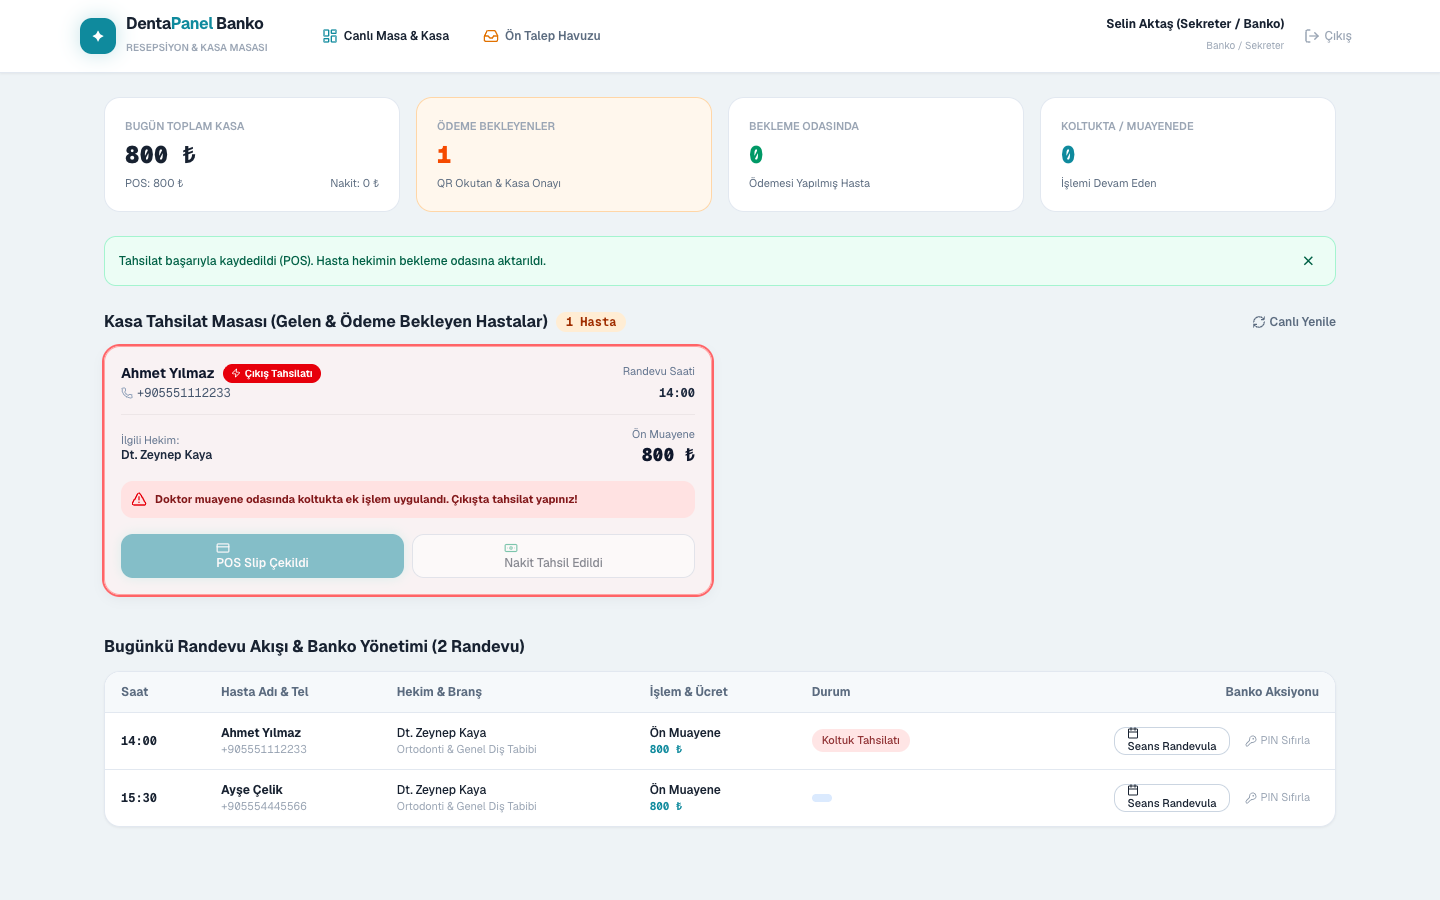 DentaPanel Banko
RESEPSİYON & KASA MASASI
Canlı Masa & Kasa
Ön Talep Havuzu
Selin Aktaş (Sekreter / Banko)
Banko / Sekreter
Çıkış
BUGÜN TOPLAM KASA
800 ₺
POS: 800 ₺
Nakit: 0 ₺
ÖDEME BEKLEYENLER
1
QR Okutan & Kasa Onayı
BEKLEME ODASINDA
0
Ödemesi Yapılmış Hasta
KOLTUKTA / MUAYENEDE
0
İşlemi Devam Eden
Tahsilat başarıyla kaydedildi (POS). Hasta hekimin bekleme odasına aktarıldı.
Kasa Tahsilat Masası (Gelen & Ödeme Bekleyen Hastalar)
1 Hasta
Canlı Yenile
Ahmet Yılmaz
Çıkış Tahsilatı
+905551112233
Randevu Saati
14:00
İlgili Hekim:
Dt. Zeynep Kaya
Ön Muayene
800 ₺
Doktor muayene odasında koltukta ek işlem uygulandı. Çıkışta tahsilat yapınız!
POS Slip Çekildi
Nakit Tahsil Edildi
Bugünkü Randevu Akışı & Banko Yönetimi (2 Randevu)
Saat Hasta Adı & Tel Hekim & Branş İşlem & Ücret Durum Banko Aksiyonu
14:00
Ahmet Yılmaz
+905551112233
Dt. Zeynep Kaya
Ortodonti & Genel Diş Tabibi
Ön Muayene
800 ₺
Koltuk Tahsilatı
Seans Randevula
PIN Sıfırla
15:30
Ayşe Çelik
+905554445566
Dt. Zeynep Kaya
Ortodonti & Genel Diş Tabibi
Ön Muayene
800 ₺
Seans Randevula
PIN Sıfırla